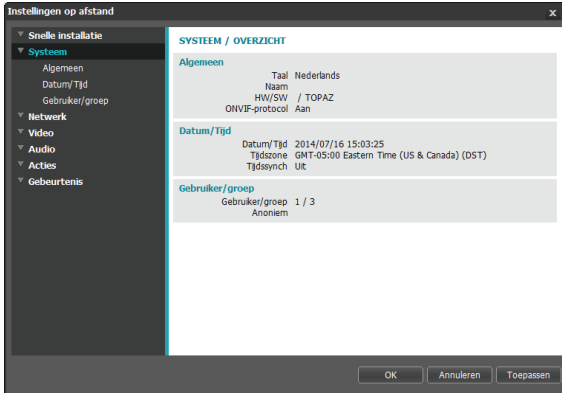 Instellingen op afstand x
Snelle installatie
Systeem
Algemeen
Datum/Tijd
Gebruiker/groep
Netwerk
Video
Audio
Acties
Gebeurtenis
SYSTEEM / OVERZICHT
Algemeen
Taal Nederlands
Naam
HW/SW / TOPAZ
ONVIF-protocol Aan
Datum/Tijd
Datum/Tijd 2014/07/16 15:03:25
Tijdszone GMT-05:00 Eastern Time (US & Canada) (DST)
Tijdssynch Uit
Gebruiker/groep
Gebruiker/groep 1 / 3
Anoniem
OK Annuleren Toepassen